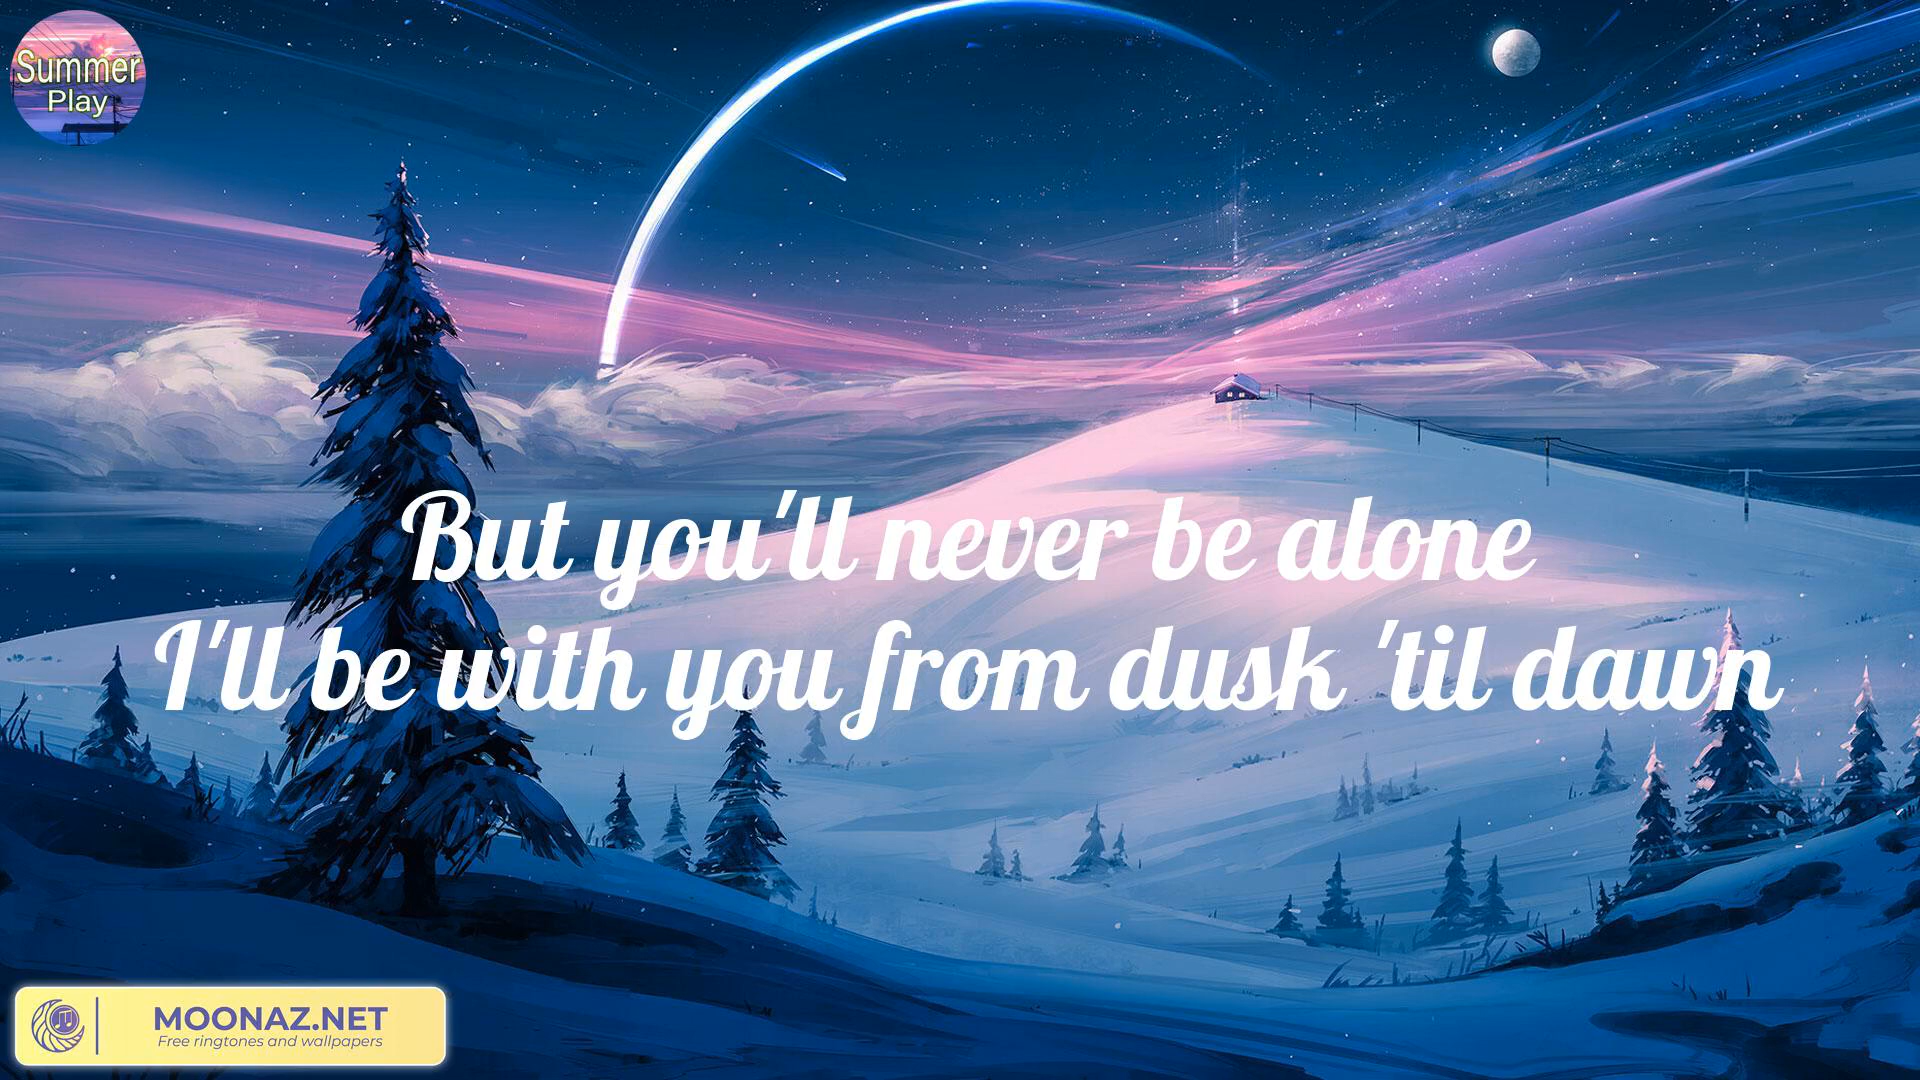 Summer
Play
But you'll never be alone
I'll be with you from dusk 'til dawn
MOONAZ.NET
Free ringtones and wallpapers